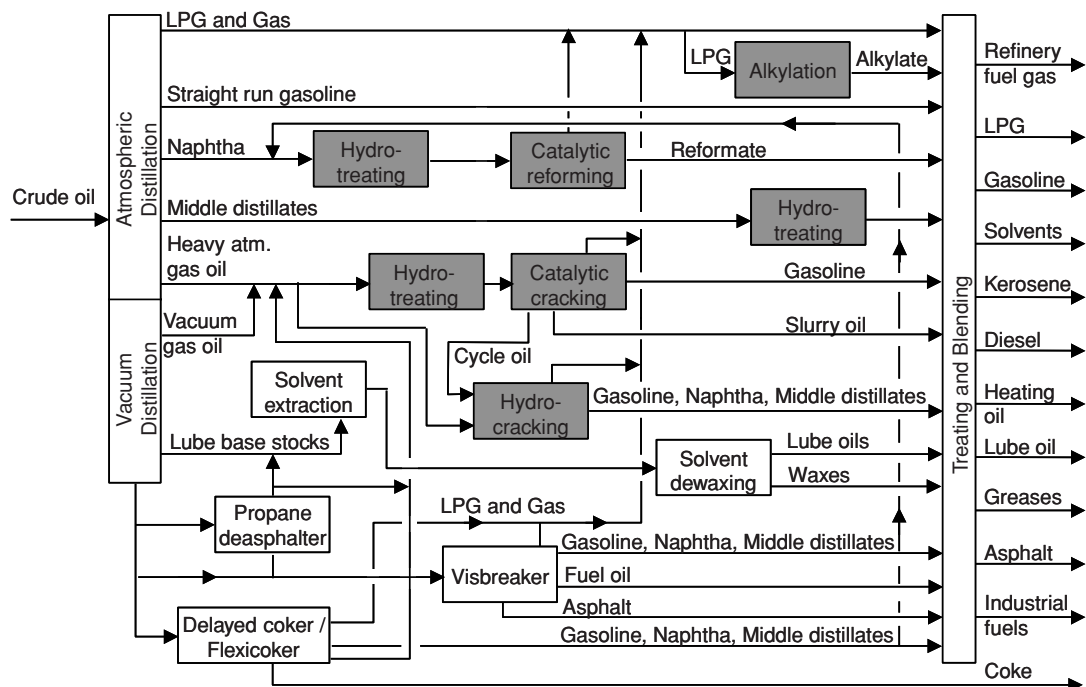 LPG and Gas
LPG
Alkylation
Alkylate
Refinery
fuel gas
Straight run gasoline
LPG
Naphtha
Hydro-
treating
Catalytic
reforming
Reformate
Gasoline
Crude oil
Atmospheric
Distillation
Middle distillates
Hydro-
treating
Solvents
Heavy atm.
gas oil
Hydro-
treating
Catalytic
cracking
Gasoline
Kerosene
Vacuum
gas oil
Slurry oil
Diesel
Cycle oil
Vacuum
Distillation
Solvent
extraction
Hydro-
cracking
Gasoline, Naphtha, Middle distillates
Treating and Blending
Heating
oil
Lube base stocks
Solvent
dewaxing
Lube oils
Waxes
Lube oil
Propane
deasphalter
LPG and Gas
Greases
Visbreaker
Gasoline, Naphtha, Middle distillates
Fuel oil
Asphalt
Asphalt
Delayed coker /
Flexicoker
Gasoline, Naphtha, Middle distillates
Industrial
fuels
Coke